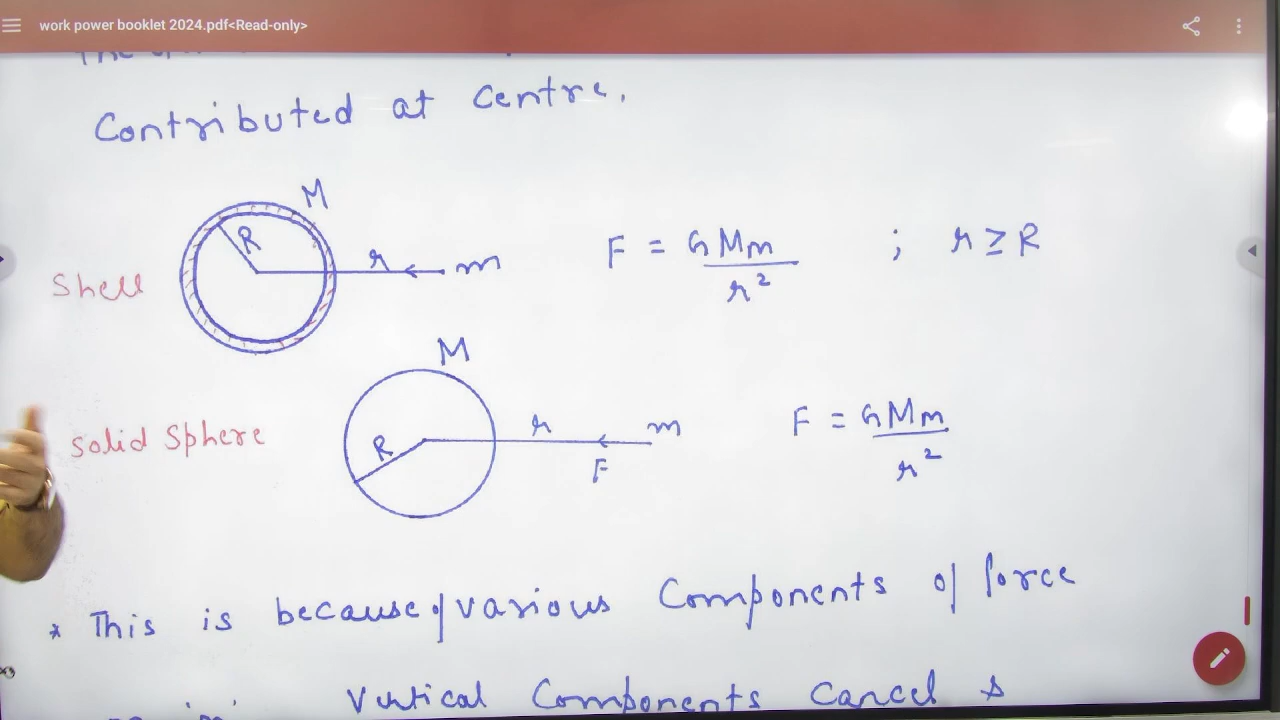 work power booklet 2024.pdf<Read-only>
Contributed at centre.
M
R
r
m
Shell
F = GMm / r² ; r ≥ R
M
Solid Sphere
R
r
m
F
F = GMm / r²
* This is because of various Components of force
Vertical Components Cancel &